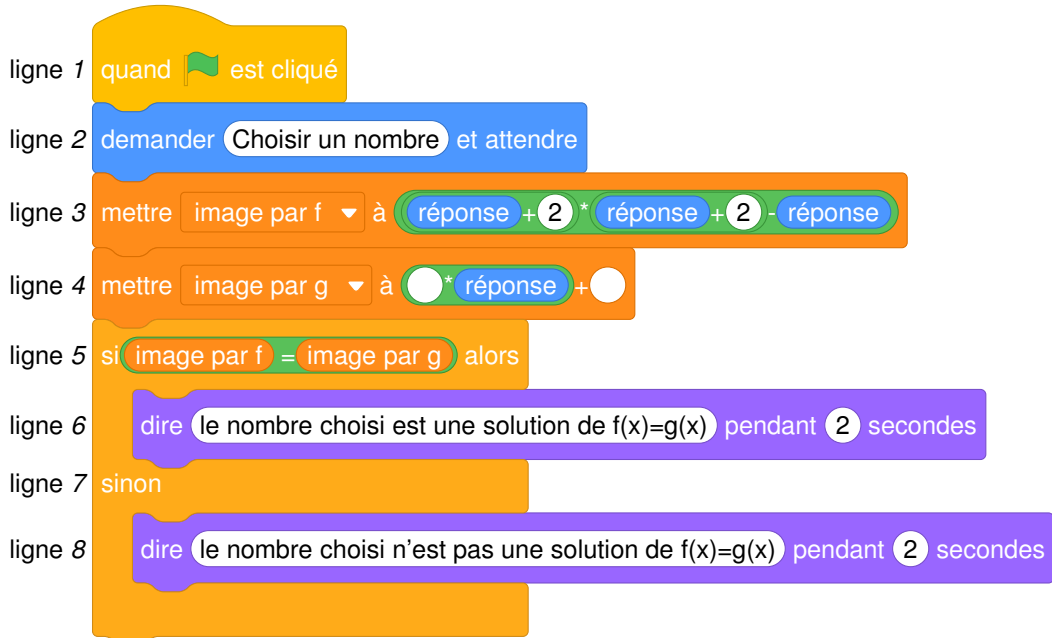 ligne 1 quand est cliqué
ligne 2 demander Choisir un nombre et attendre
ligne 3 mettre image par f à réponse + 2 * réponse + 2 - réponse
ligne 4 mettre image par g à * réponse +
ligne 5 si image par f = image par g alors
ligne 6 dire le nombre choisi est une solution de f(x)=g(x) pendant 2 secondes
ligne 7 sinon
ligne 8 dire le nombre choisi n'est pas une solution de f(x)=g(x) pendant 2 secondes